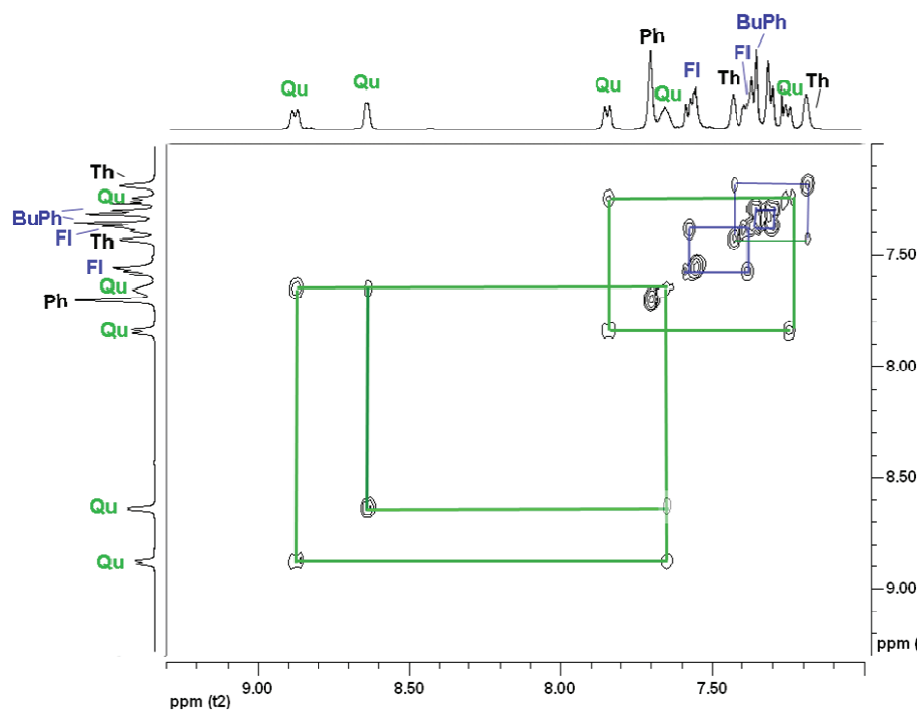 BuPh
Ph
Fl
Qu
Qu
Qu
Qu
Fl
Th
Qu
Th
Th
Qu
BuPh
Fl
Th
Fl
Qu
Ph
Qu
Qu
Qu
7.50
8.00
8.50
9.00
ppm (
9.00
8.50
8.00
7.50
ppm (t2)